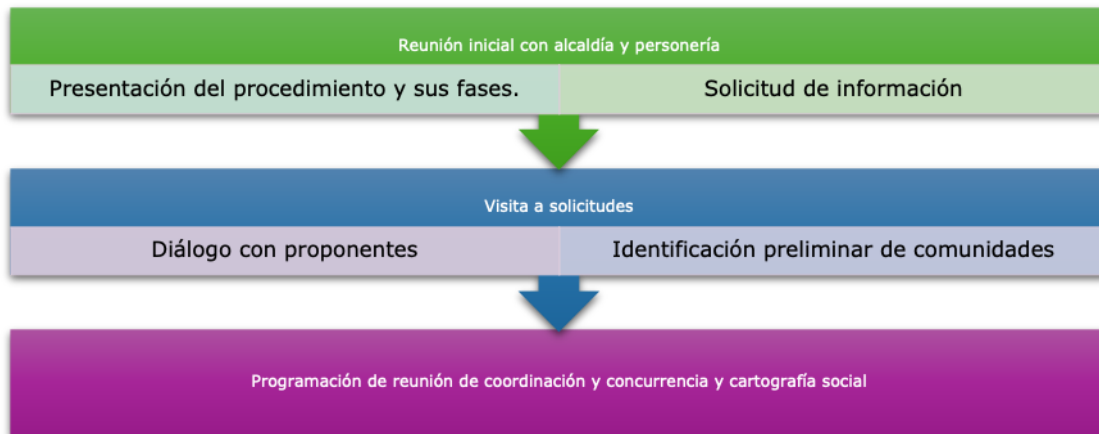 Reunión inicial con alcaldía y personería
Presentación del procedimiento y sus fases.
Solicitud de información
Visita a solicitudes
Diálogo con proponentes
Identificación preliminar de comunidades
Programación de reunión de coordinación y concurrencia y cartografía social